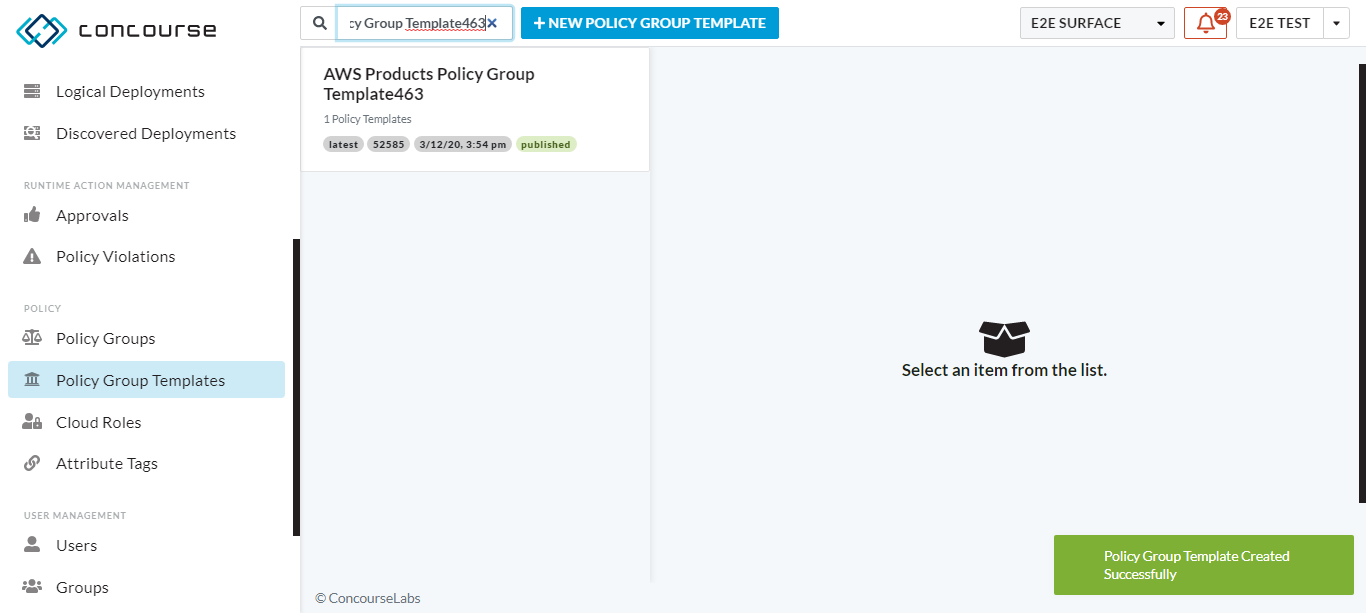 concourse
cy Group Template463
NEW POLICY GROUP TEMPLATE
E2E SURFACE
23
E2E TEST
Logical Deployments
Discovered Deployments
RUNTIME ACTION MANAGEMENT
Approvals
Policy Violations
POLICY
Policy Groups
Policy Group Templates
Cloud Roles
Attribute Tags
USER MANAGEMENT
Users
Groups
AWS Products Policy Group
Template463
1 Policy Templates
latest 52585 3/12/20, 3:54 pm published
Select an item from the list.
Policy Group Template Created
Successfully
© ConcourseLabs